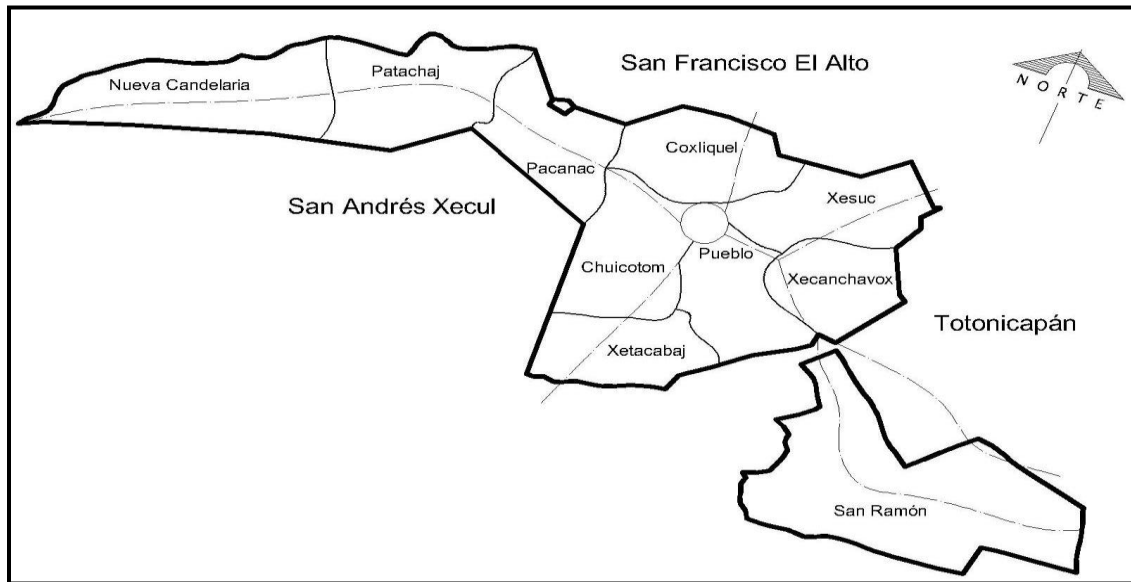 San Francisco El Alto
NORTE
Patachaj
Nueva Candelaria
Coxliquel
Pacanac
Xesuc
San Andrés Xecul
Pueblo
Chuicotom
Xecanchavox
Totonicapán
Xetacabaj
San Ramón